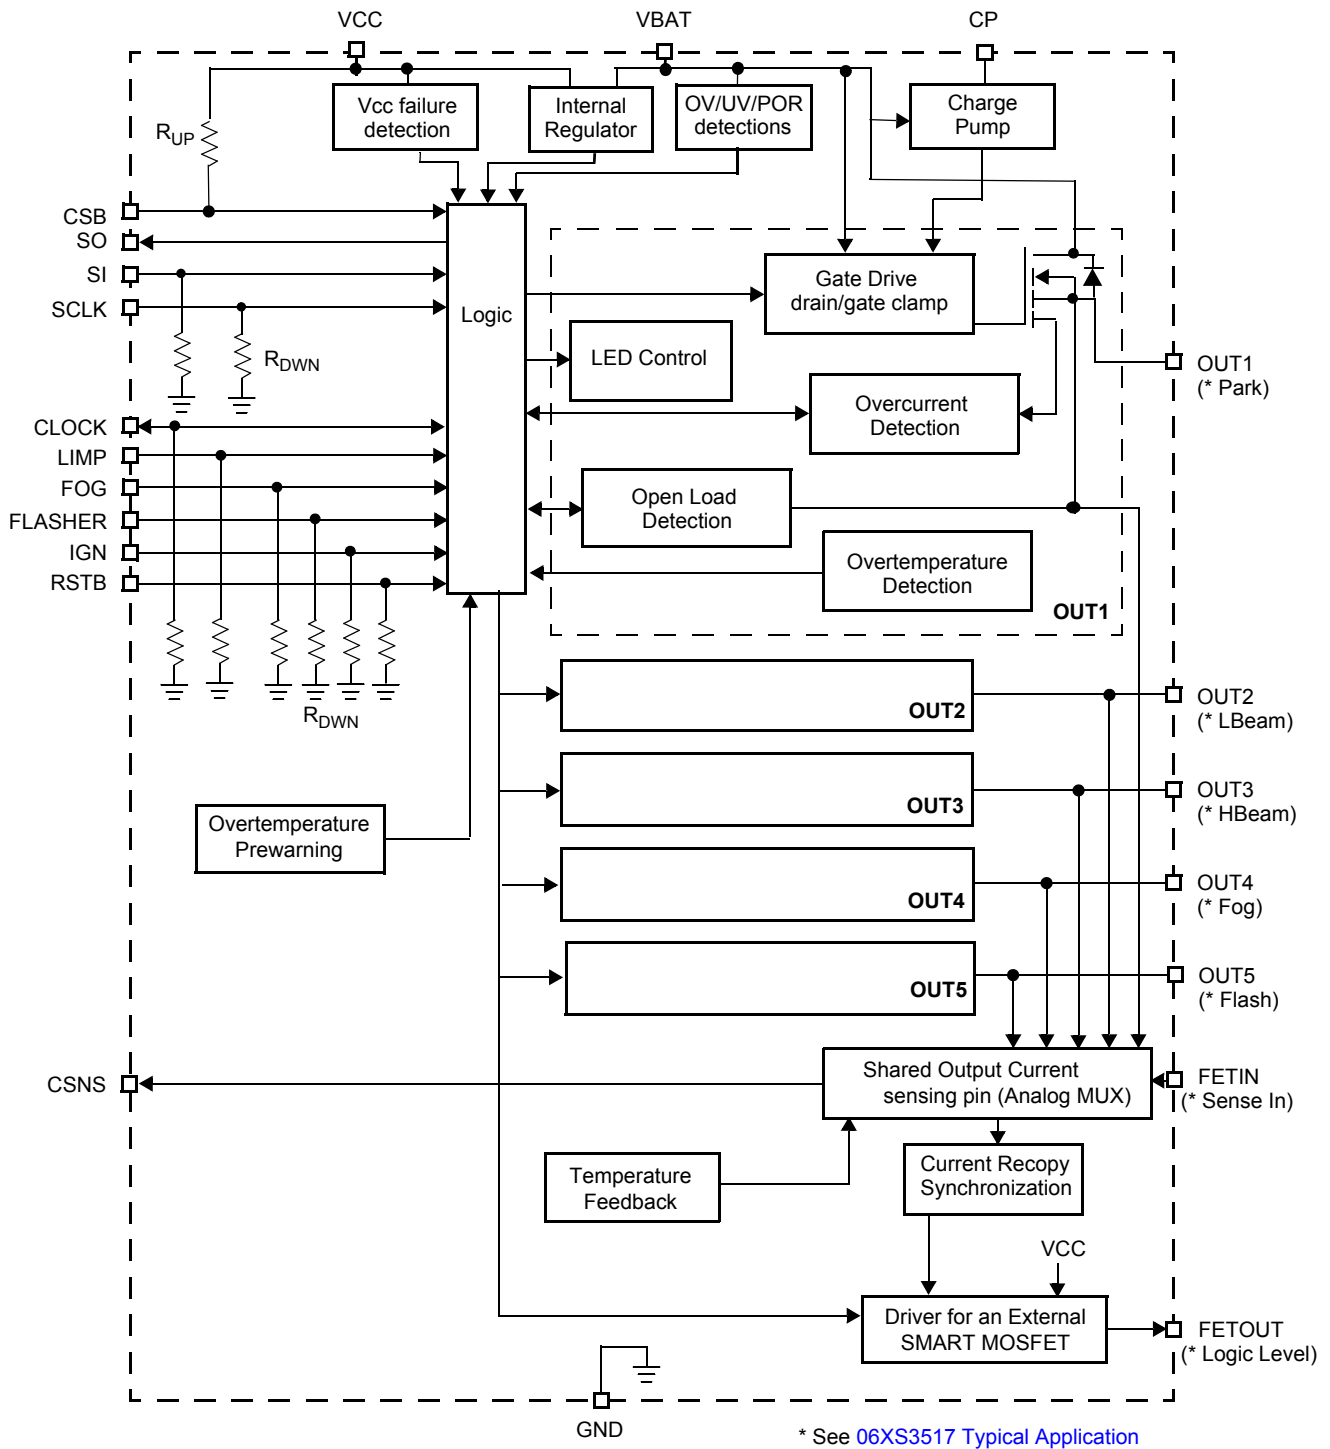 VCC
VBAT
CP
Vcc failure
detection
Internal
Regulator
OV/UV/POR
detections
Charge
Pump
RUP
CSB
SO
SI
SCLK
RDWN
Logic
Gate Drive
drain/gate clamp
LED Control
Overcurrent
Detection
OUT1
(* Park)
CLOCK
LIMP
FOG
FLASHER
IGN
RSTB
Open Load
Detection
Overtemperature
Detection
OUT1
RDWN
OUT2
OUT2
(* LBeam)
OUT3
OUT3
(* HBeam)
Overtemperature
Prewarning
OUT4
OUT4
(* Fog)
OUT5
OUT5
(* Flash)
CSNS
Shared Output Current
sensing pin (Analog MUX)
FETIN
(* Sense In)
Temperature
Feedback
Current Recopy
Synchronization
VCC
Driver for an External
SMART MOSFET
FETOUT
(* Logic Level)
GND
* See 06XS3517 Typical Application